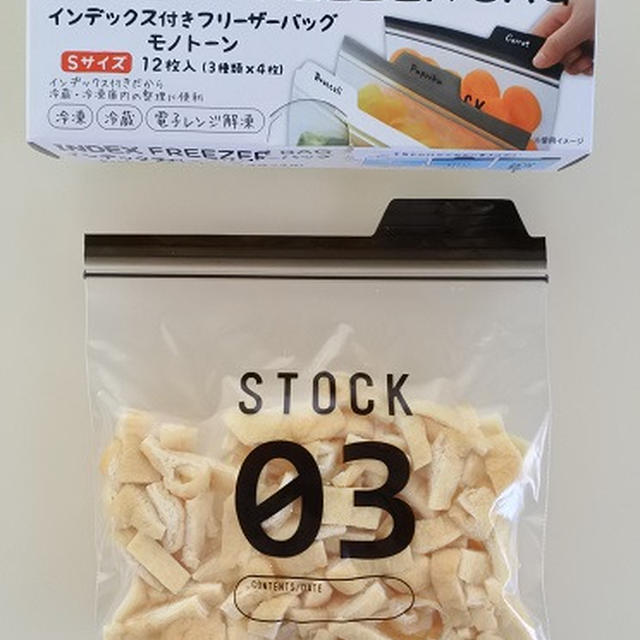 インデックス付きフリーザーバッグ
モノトーン
Sサイズ 12枚入 (3種類x4枚)
インデックス付きだから
冷蔵・冷凍庫内の整理に便利
冷凍 冷蔵 電子レンジ解凍
Carrot
Paprika
Broccoli
※使用イメージ
INDEX FREEZER BAG
STOCK
03
CONTENTS/DATE